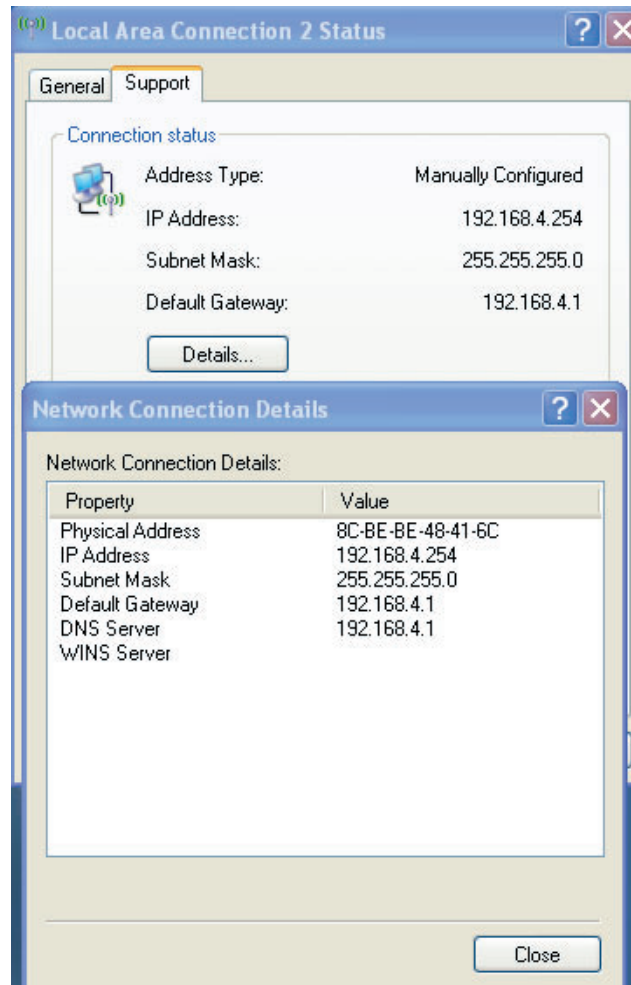 Local Area Connection 2 Status
General Support
Connection status
Address Type: Manually Configured
IP Address: 192.168.4.254
Subnet Mask: 255.255.255.0
Default Gateway: 192.168.4.1
Details...
Network Connection Details
Network Connection Details:
Property Value
Physical Address 8C-BE-BE-48-41-6C
IP Address 192.168.4.254
Subnet Mask 255.255.255.0
Default Gateway 192.168.4.1
DNS Server 192.168.4.1
WINS Server
Close